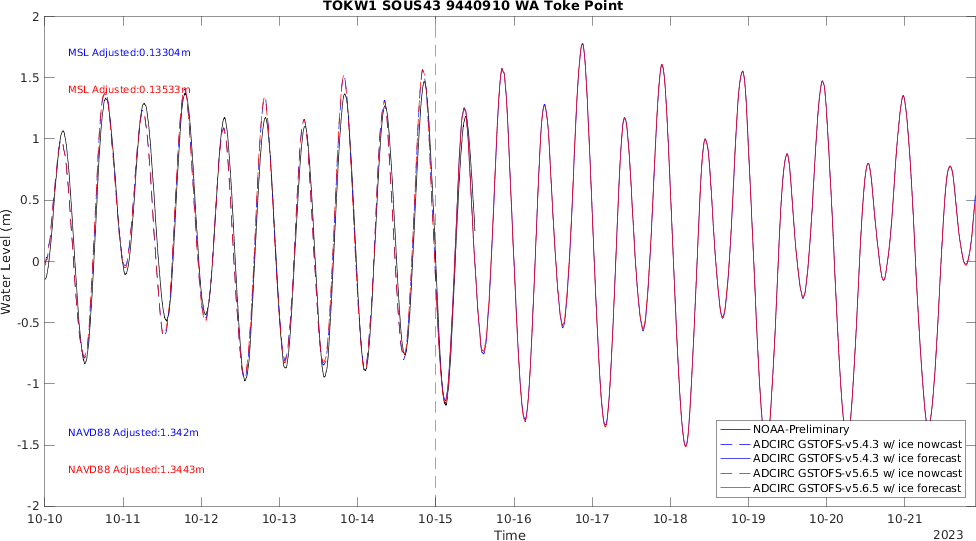 TOKW1 SOUS43 9440910 WA Toke Point
2
1.5
1
0.5
0
-0.5
-1
-1.5
-2
Water Level (m)
MSL Adjusted:0.13304m
MSL Adjusted:0.13533m
NAVD88 Adjusted:1.342m
NAVD88 Adjusted:1.3443m
NOAA-Preliminary
ADCIRC GSTOFS-v5.4.3 w/ ice nowcast
ADCIRC GSTOFS-v5.4.3 w/ ice forecast
ADCIRC GSTOFS-v5.6.5 w/ ice nowcast
ADCIRC GSTOFS-v5.6.5 w/ ice forecast
10-10 10-11 10-12 10-13 10-14 10-15 10-16 10-17 10-18 10-19 10-20 10-21
Time
2023